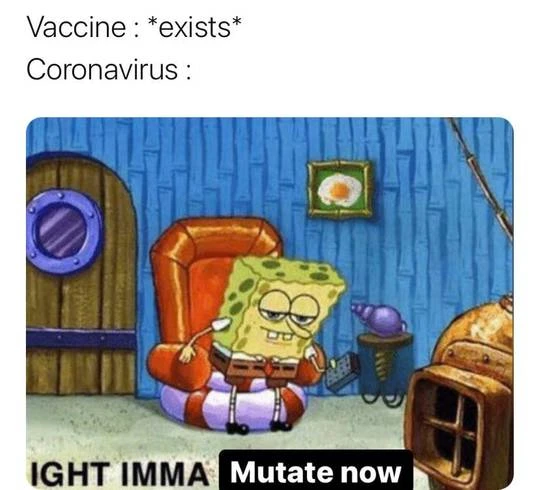 Vaccine : *exists*
Coronavirus :
IGHT IMMA Mutate now